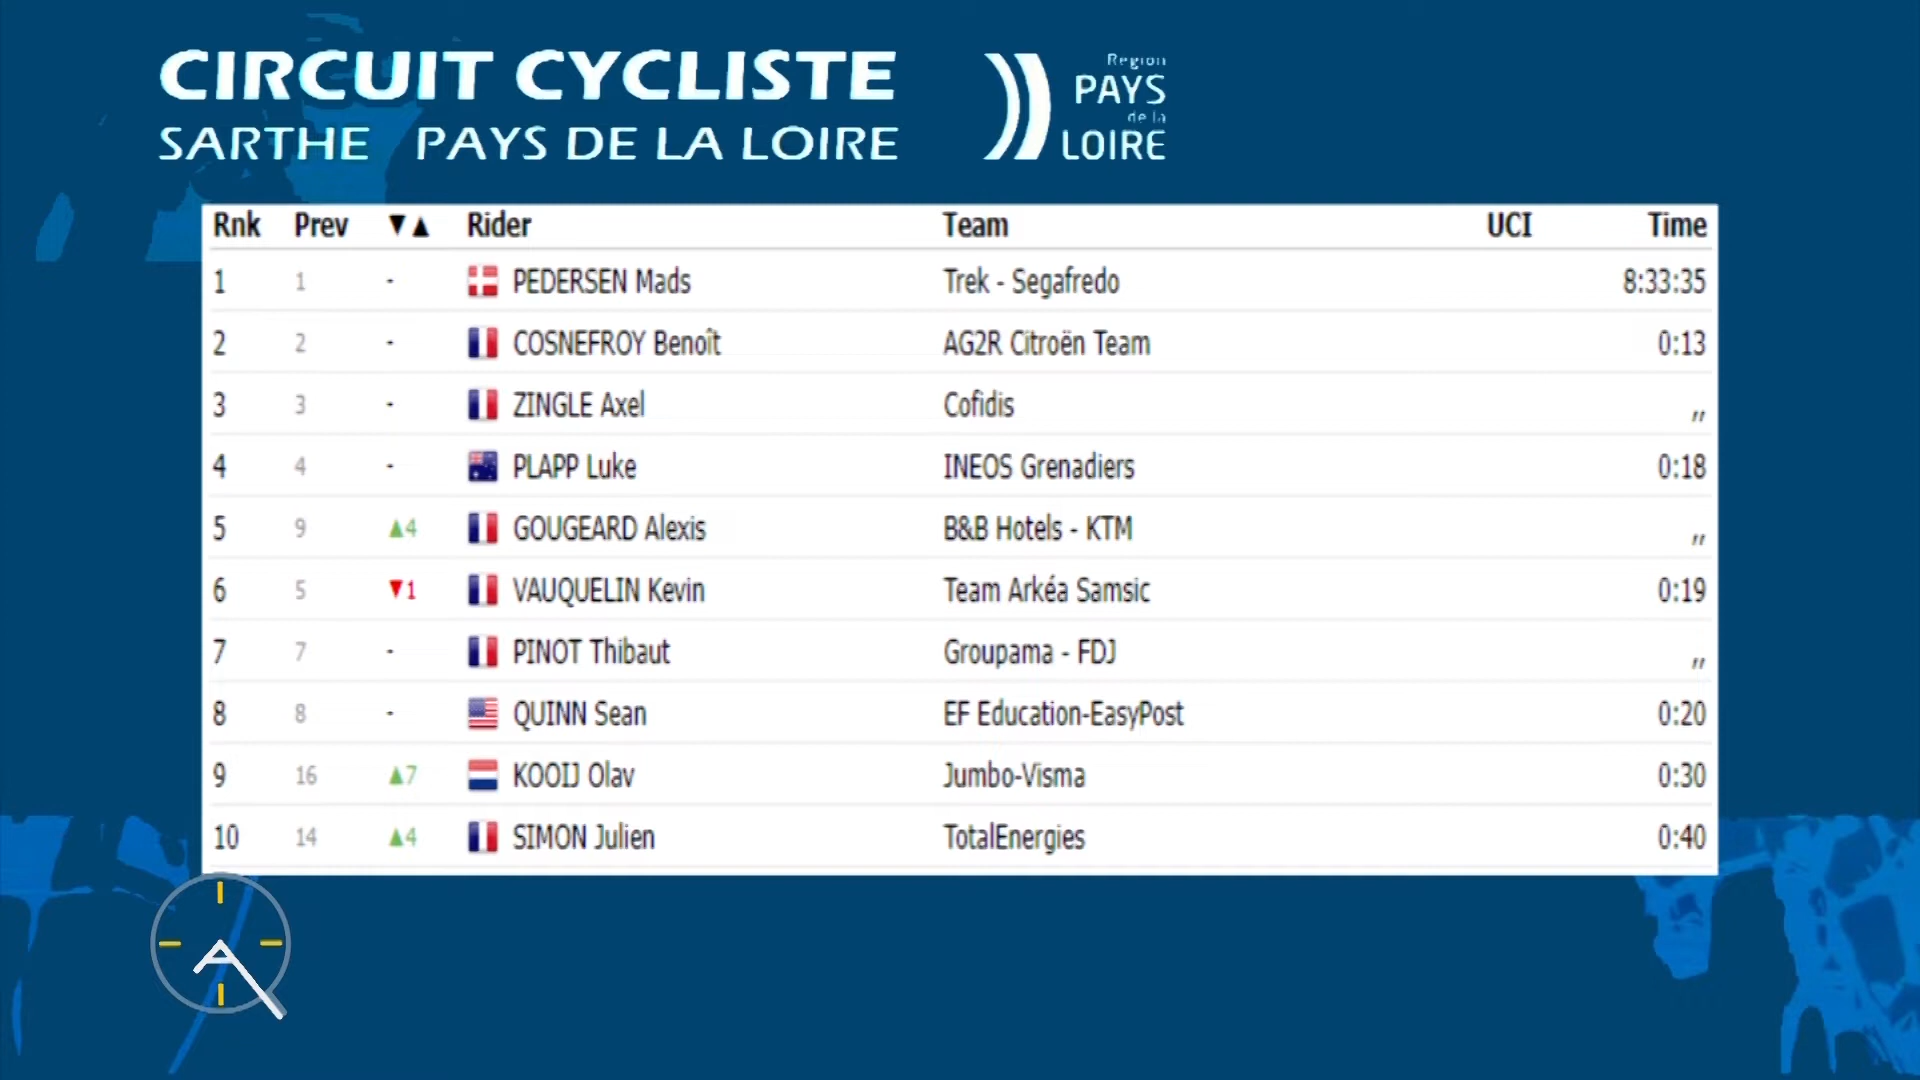 CIRCUIT CYCLISTE
SARTHE PAYS DE LA LOIRE
Région
PAYS
de la
LOIRE
Rnk Prev ▼▲ Rider Team UCI Time
1 1 - PEDERSEN Mads Trek - Segafredo 8:33:35
2 2 - COSNEFROY Benoît AG2R Citroën Team 0:13
3 3 - ZINGLE Axel Cofidis ,,
4 4 - PLAPP Luke INEOS Grenadiers 0:18
5 9 ▲4 GOUGEARD Alexis B&B Hotels - KTM ,,
6 5 ▼1 VAUQUELIN Kevin Team Arkéa Samsic 0:19
7 7 - PINOT Thibaut Groupama - FDJ ,,
8 8 - QUINN Sean EF Education-EasyPost 0:20
9 16 ▲7 KOOIJ Olav Jumbo-Visma 0:30
10 14 ▲4 SIMON Julien TotalEnergies 0:40